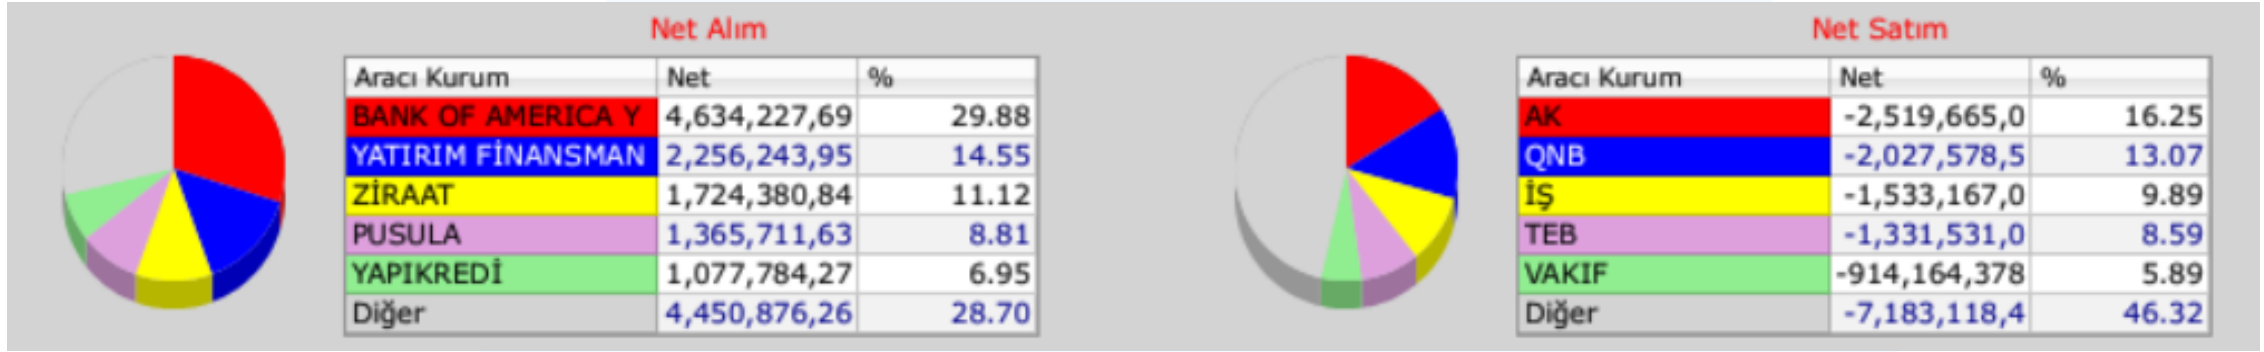 Net Alım
Aracı Kurum Net %
BANK OF AMERICA Y 4,634,227,69 29.88
YATIRIM FİNANSMAN 2,256,243,95 14.55
ZİRAAT 1,724,380,84 11.12
PUSULA 1,365,711,63 8.81
YAPIKREDİ 1,077,784,27 6.95
Diğer 4,450,876,26 28.70
Net Satım
Aracı Kurum Net %
AK -2,519,665,0 16.25
QNB -2,027,578,5 13.07
İŞ -1,533,167,0 9.89
TEB -1,331,531,0 8.59
VAKIF -914,164,378 5.89
Diğer -7,183,118,4 46.32